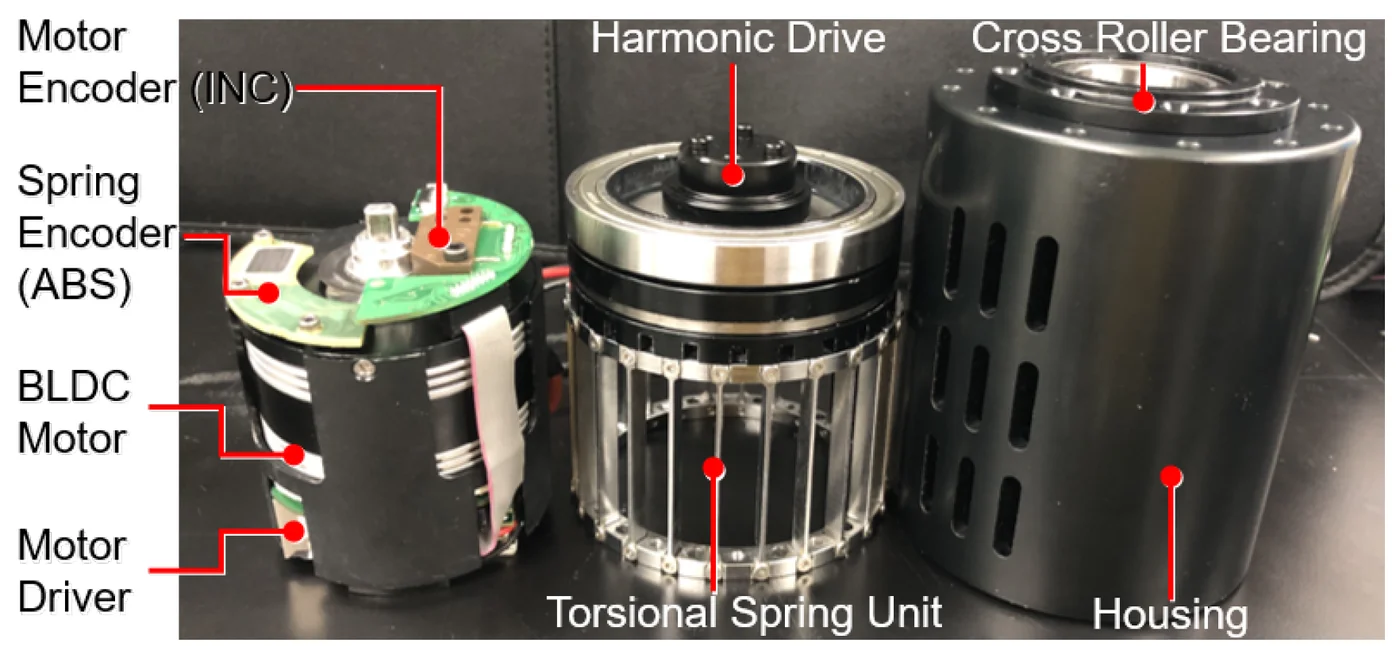 Motor
Encoder (INC)
Spring
Encoder
(ABS)
BLDC
Motor
Motor
Driver
Harmonic Drive
Cross Roller Bearing
Torsional Spring Unit
Housing